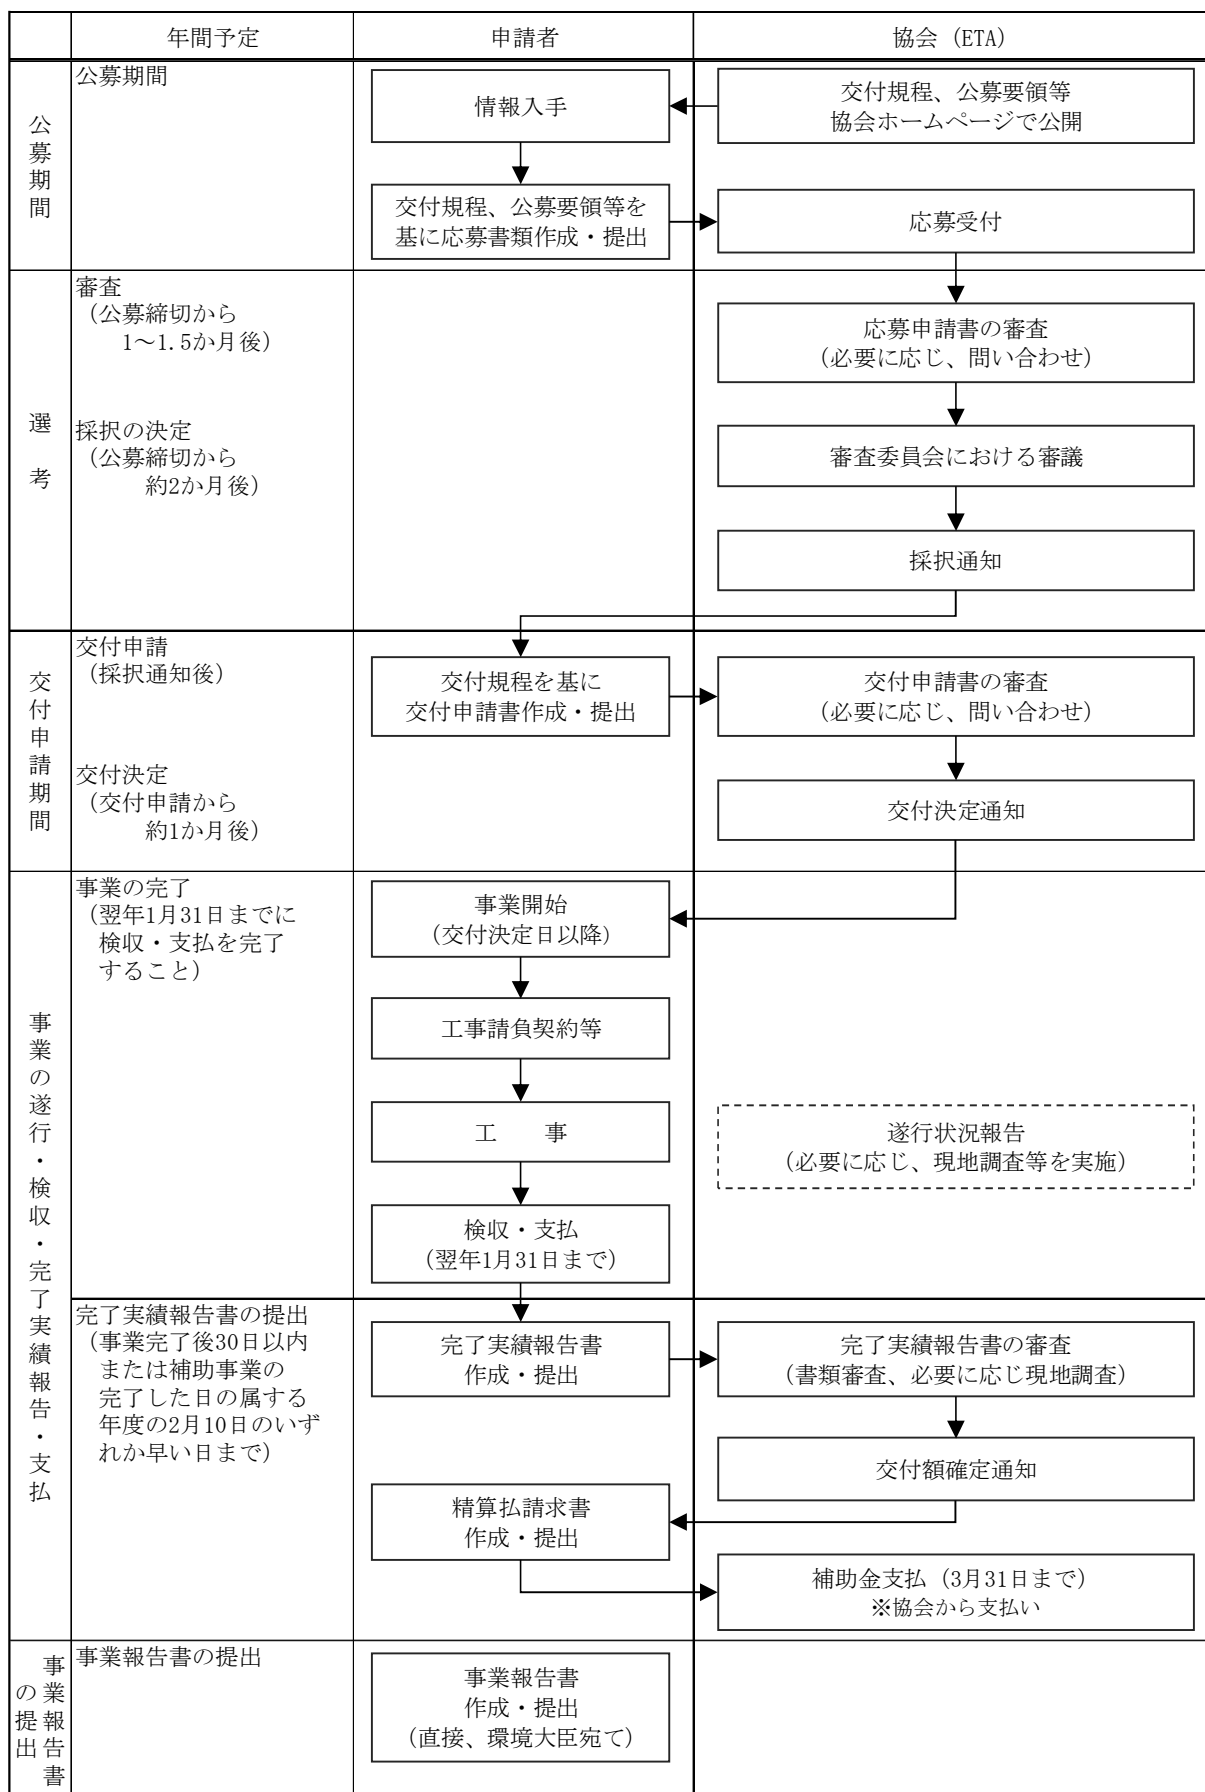 年間予定
申請者
協会（ETA）
公募期間
公募期間
情報入手
交付規程、公募要領等
協会ホームページで公開
交付規程、公募要領等を
基に応募書類作成・提出
応募受付
選考
審査
（公募締切から
1～1.5か月後）
採択の決定
（公募締切から
約2か月後）
応募申請書の審査
（必要に応じ、問い合わせ）
審査委員会における審議
採択通知
交付申請期間
交付申請
（採択通知後）
交付決定
（交付申請から
約1か月後）
交付規程を基に
交付申請書作成・提出
交付申請書の審査
（必要に応じ、問い合わせ）
交付決定通知
事業の遂行・検収・完了実績報告・支払
事業の完了
（翌年1月31日までに
検収・支払を完了
すること）
事業開始
（交付決定日以降）
工事請負契約等
工　事
検収・支払
（翌年1月31日まで）
遂行状況報告
（必要に応じ、現地調査等を実施）
完了実績報告書の提出
（事業完了後30日以内
または補助事業の
完了した日の属する
年度の2月10日のいず
れか早い日まで）
完了実績報告書
作成・提出
完了実績報告書の審査
（書類審査、必要に応じ現地調査）
交付額確定通知
精算払請求書
作成・提出
補助金支払（3月31日まで）
※協会から支払い
事業報告書
の提出
事業報告書の提出
事業報告書
作成・提出
（直接、環境大臣宛て）